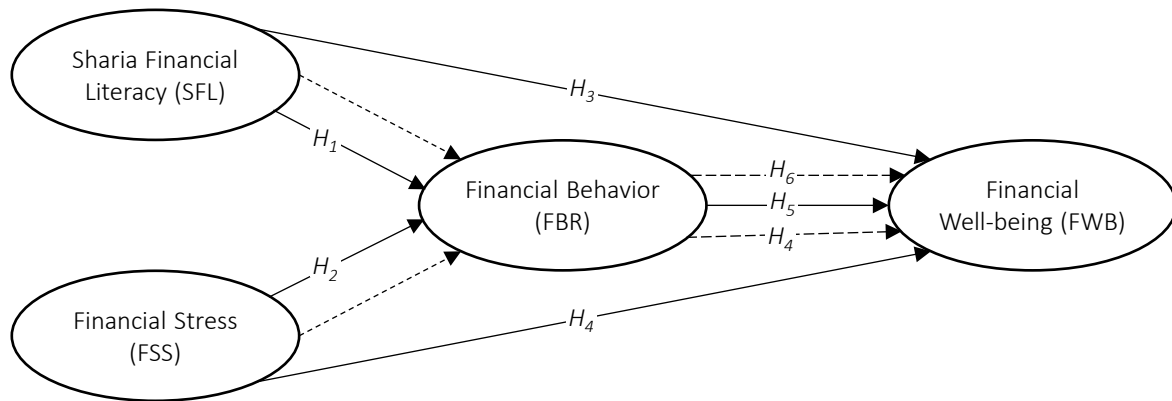 Sharia Financial
Literacy (SFL)
H3
H1
Financial Behavior
(FBR)
H6
H5
H4
Financial
Well-being (FWB)
H2
Financial Stress
(FSS)
H4